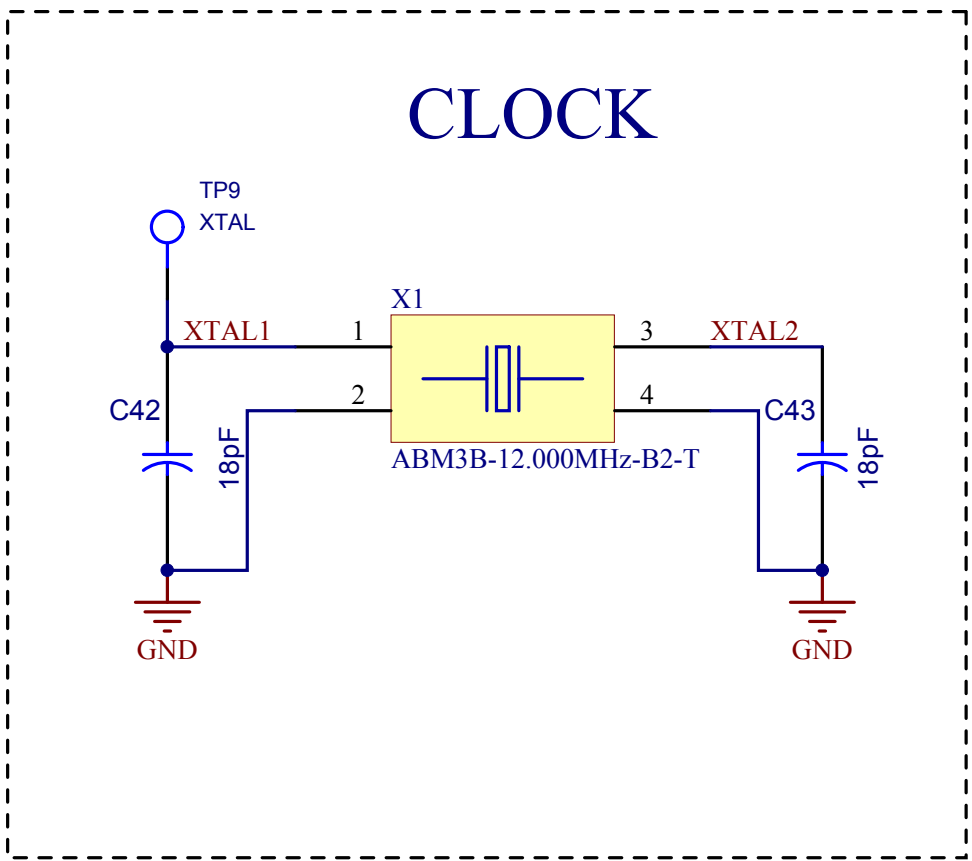 CLOCK
TP9
XTAL
X1
XTAL1
1
3
XTAL2
2
4
C42
C43
18pF
18pF
ABM3B-12.000MHz-B2-T
GND
GND